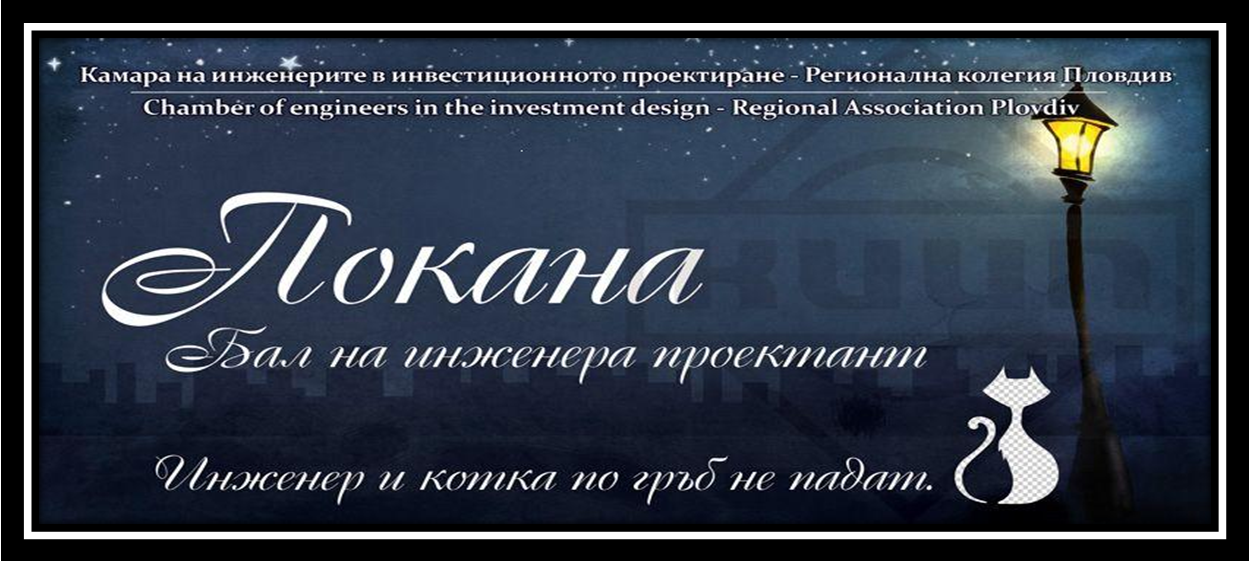 Камара на инженерите в инвестиционното проектиране - Регионална колегия Пловдив
Chamber of engineers in the investment design - Regional Association Plovdiv
Покана
киип
Бал на инженера проектант
Инженер и котка по гръб не падат.